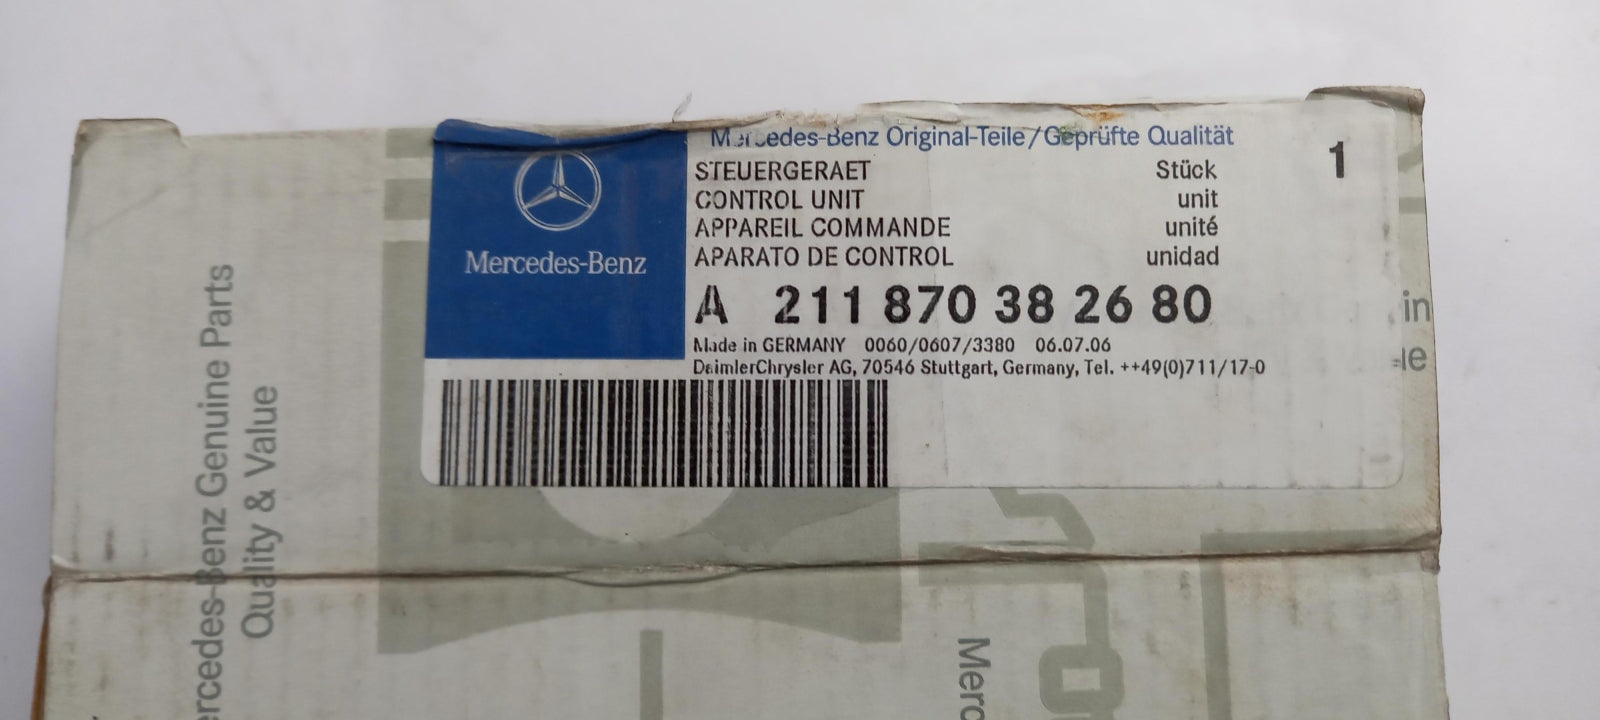 Mercedes-Benz Original-Teile/Geprüfte Qualität
STEUERGERAET Stück 1
CONTROL UNIT unit
APPAREIL COMMANDE unité
APARATO DE CONTROL unidad
A 211 870 38 26 80
Made in GERMANY 0060/0607/3380 06.07.06
DaimlerChrysler AG, 70546 Stuttgart, Germany, Tel. ++49(0)711/17-0
Mercedes-Benz
Mercedes-Benz Genuine Parts
Quality & Value
in
Merc